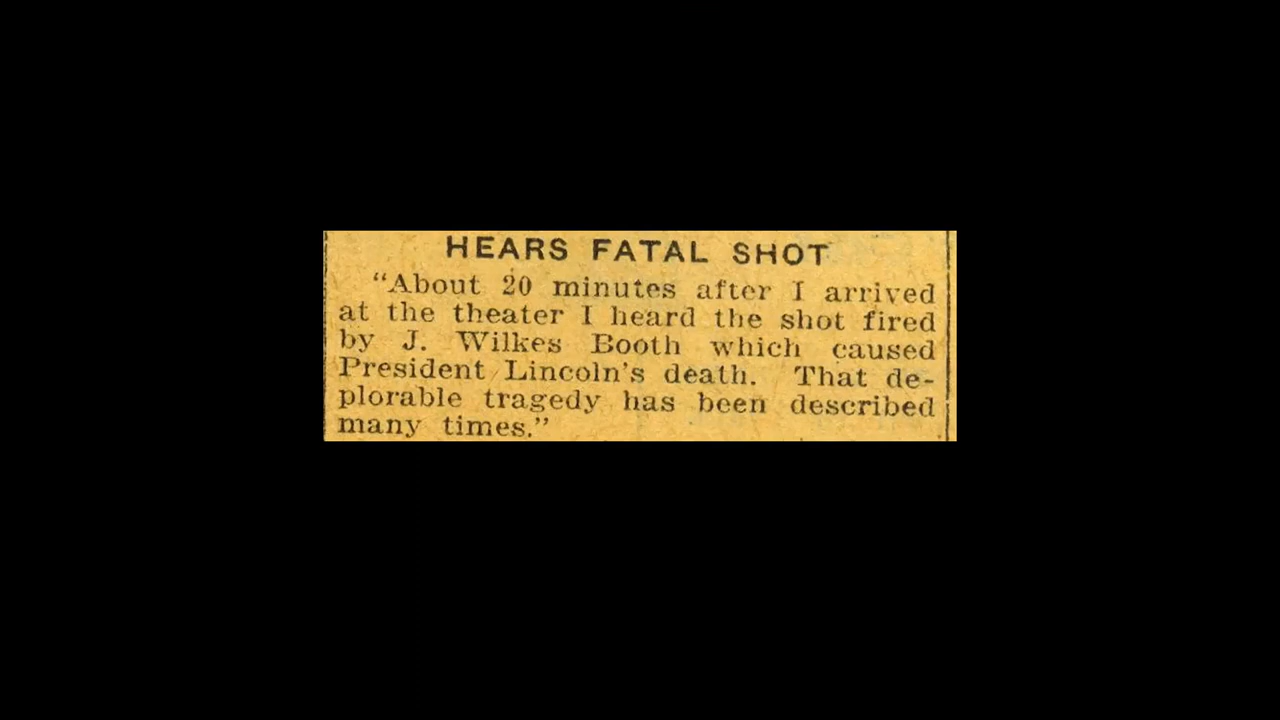 HEARS FATAL SHOT
"About 20 minutes after I arrived
at the theater I heard the shot fired
by J. Wilkes Booth which caused
President Lincoln's death. That de-
plorable tragedy has been described
many times."